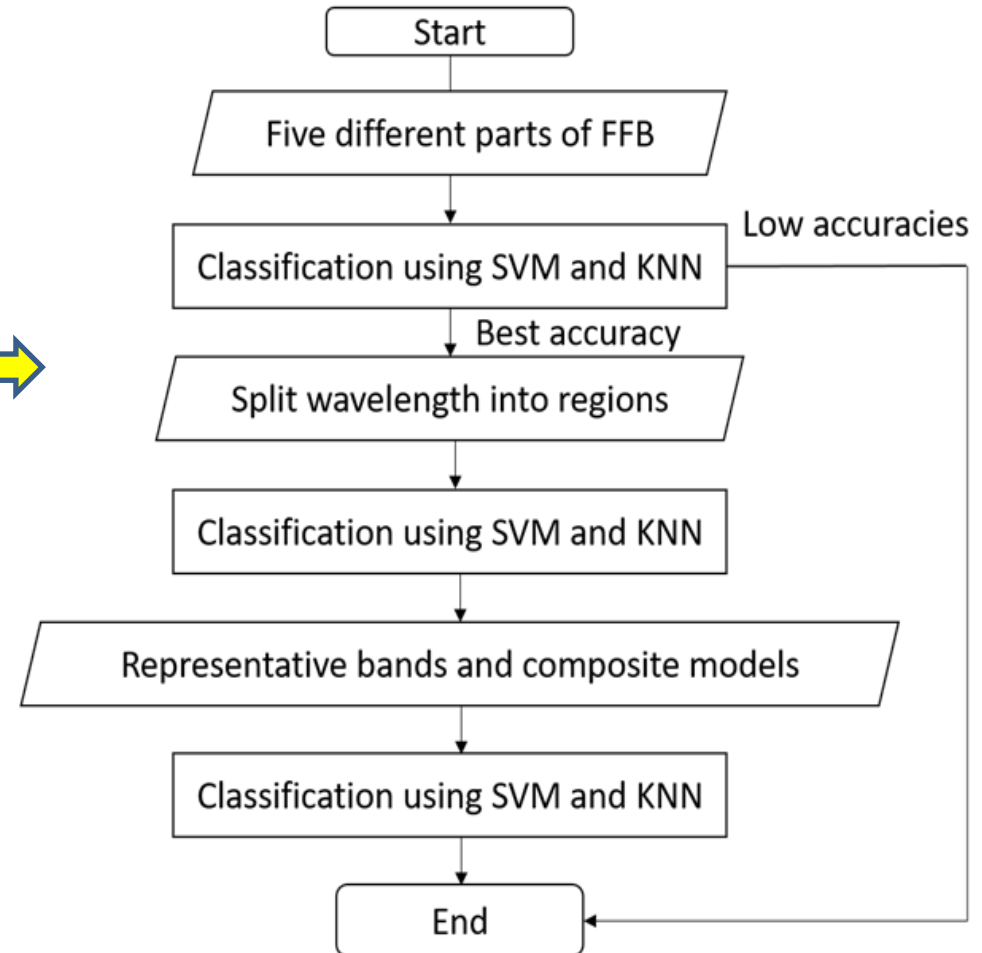 Start
Five different parts of FFB
Low accuracies
Classification using SVM and KNN
Best accuracy
Split wavelength into regions
Classification using SVM and KNN
Representative bands and composite models
Classification using SVM and KNN
End